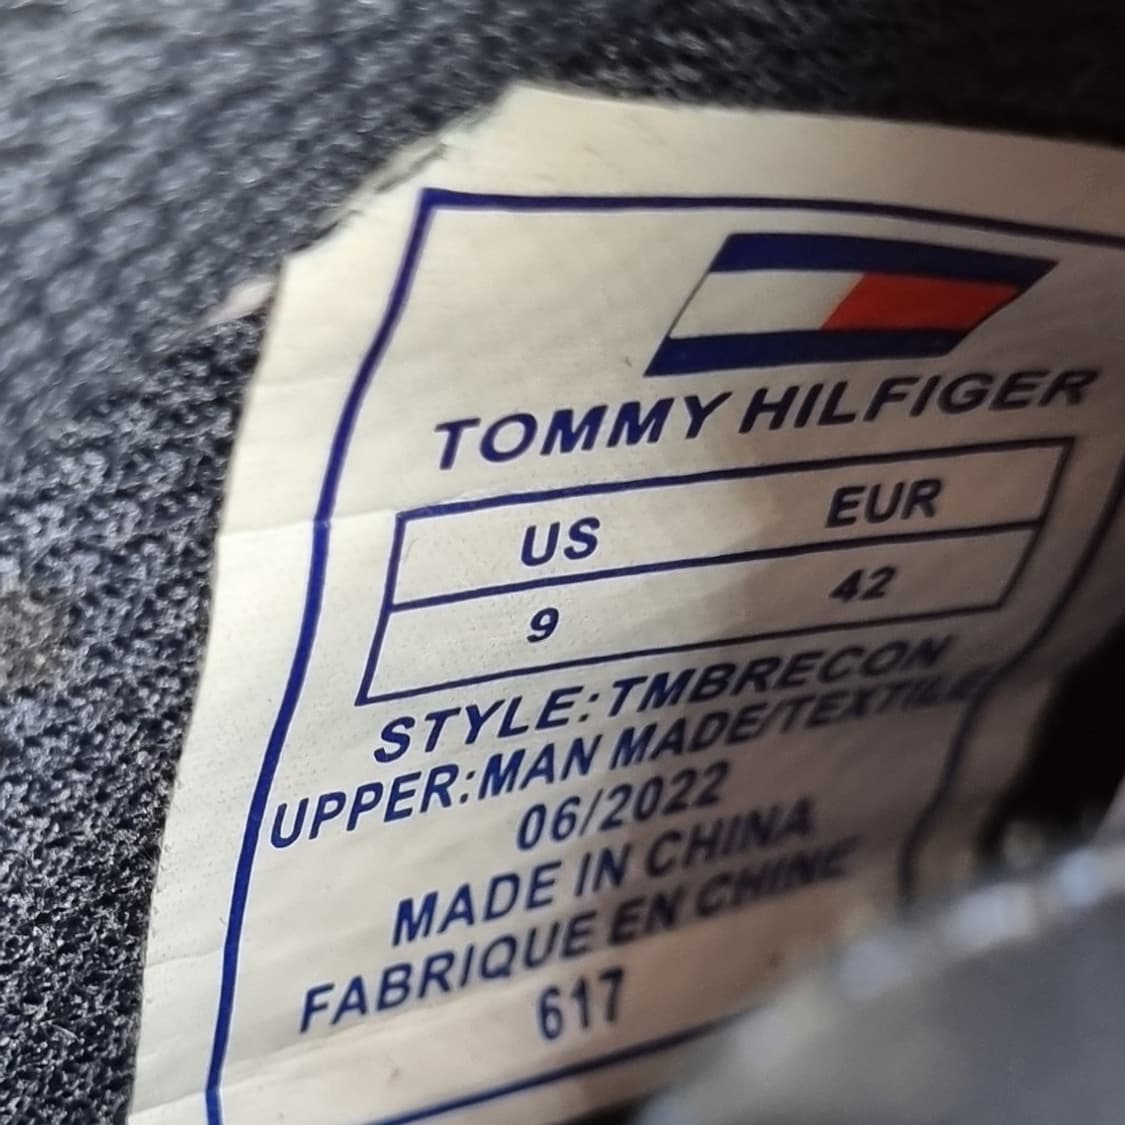 TOMMY HILFIGER
US EUR
9 42
STYLE:TMBRECON
UPPER:MAN MADE/TEXTILE
06/2022
MADE IN CHINA
FABRIQUE EN CHINE
617